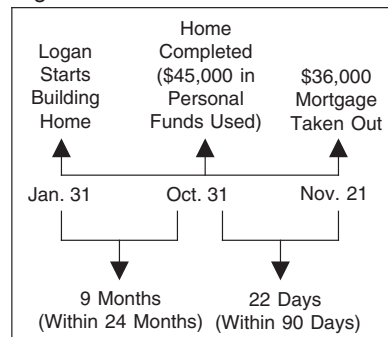 Logan
Starts
Building
Home
Home
Completed
($45,000 in
Personal
Funds Used)
$36,000
Mortgage
Taken Out
Jan. 31
Oct. 31
Nov. 21
9 Months
(Within 24 Months)
22 Days
(Within 90 Days)